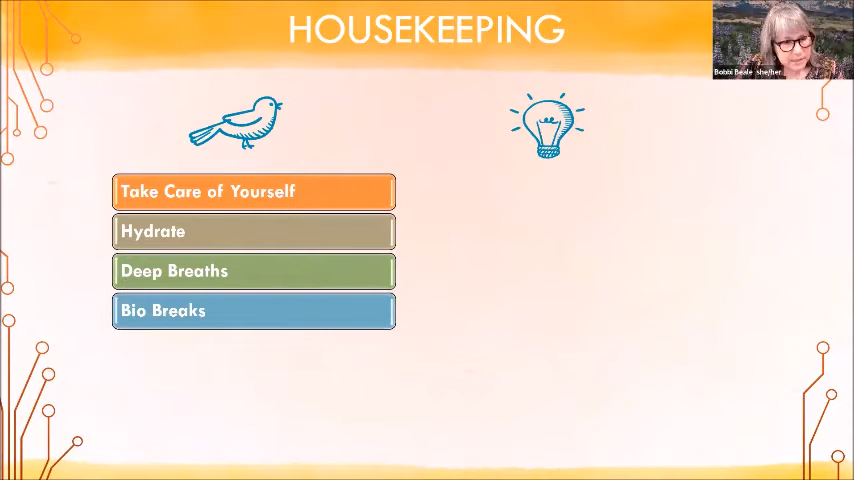 HOUSEKEEPING
Bobbi Beale she/her
Take Care of Yourself
Hydrate
Deep Breaths
Bio Breaks